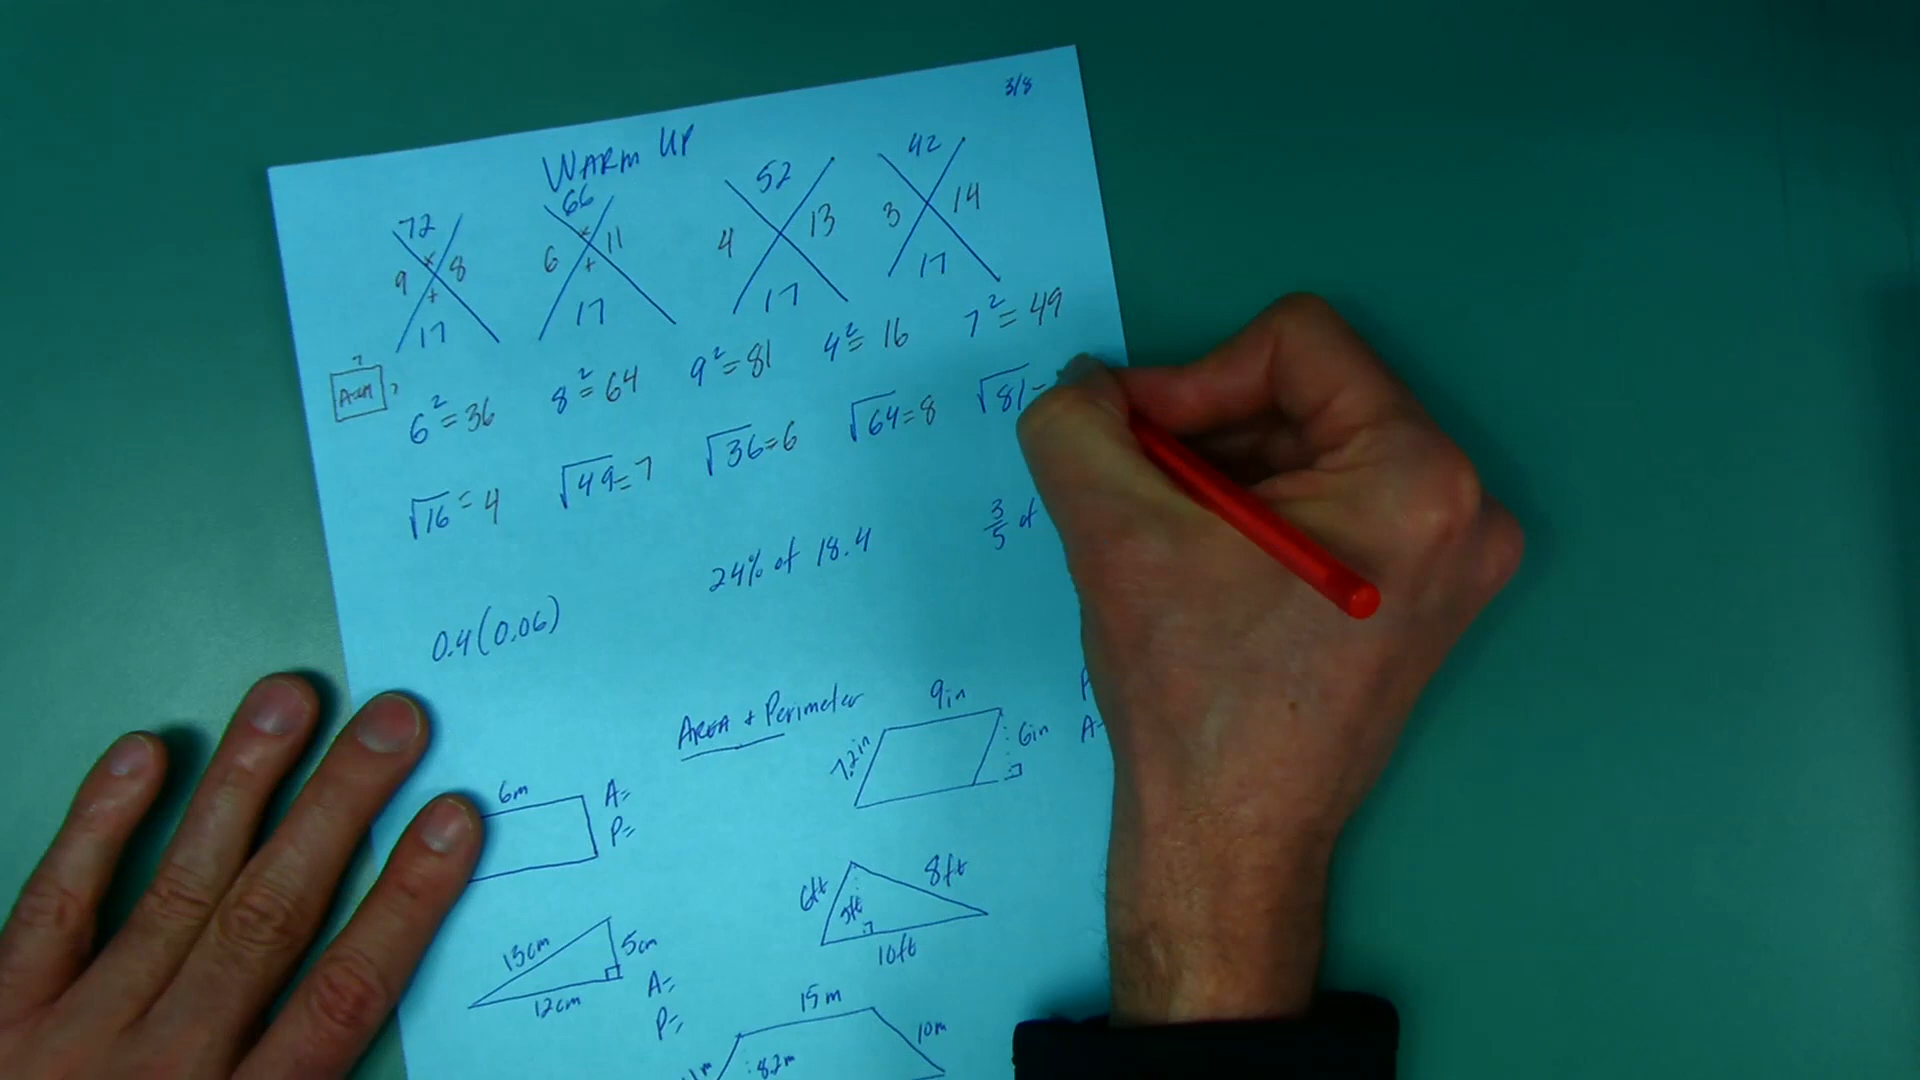 3/8
WARM UP
72 66 52 42
9 × 8 6 × 11 4 13 3 14
+ +
17 17 17 17
6² = 36 8² = 64 9² = 81 4² = 16 7² = 49
√16 = 4 √49 = 7 √36 = 6 √64 = 8 √81 =
0.4(0.06) 24% of 18.4 3/5 of
AREA + Perimeter
6m A= P=
9in 7.2in 6in P A=
13cm 5cm 12cm A= P=
6ft 8ft 10ft
15m 10m 8.2m